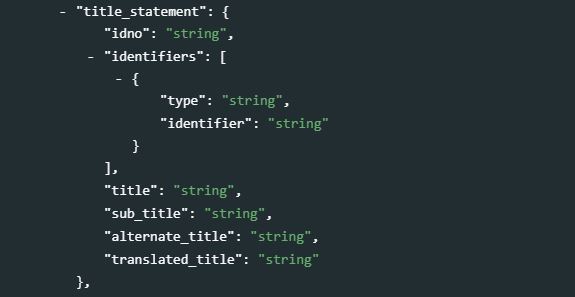 - "title_statement": {
"idno": "string",
- "identifiers": [
- {
"type": "string",
"identifier": "string"
}
],
"title": "string",
"sub_title": "string",
"alternate_title": "string",
"translated_title": "string"
},